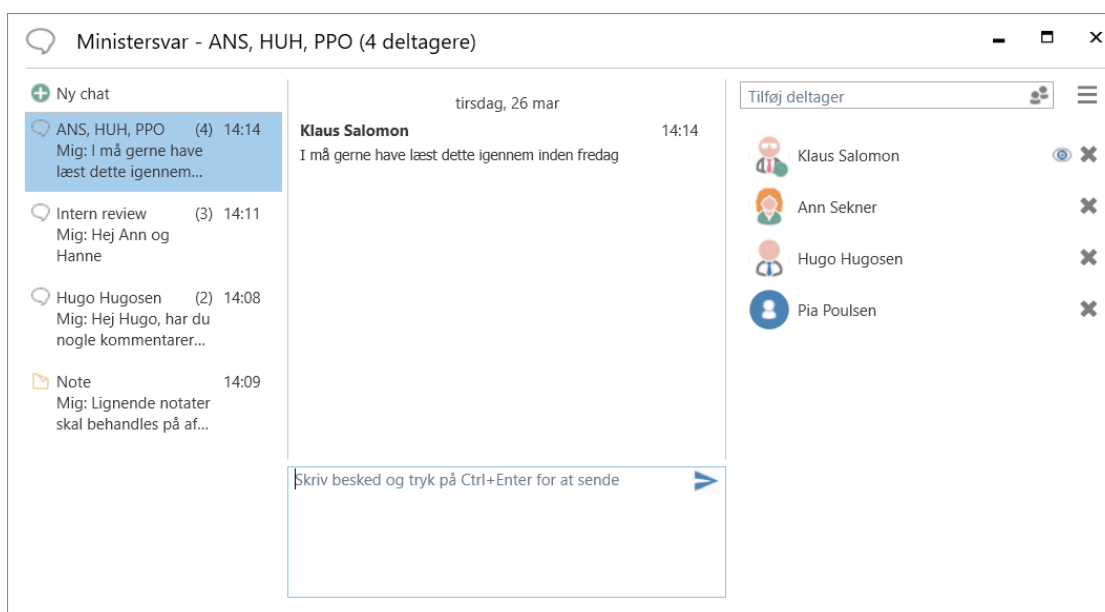 Ministersvar - ANS, HUH, PPO (4 deltagere)
Ny chat
ANS, HUH, PPO (4) 14:14
Mig: I må gerne have
læst dette igennem...
Intern review (3) 14:11
Mig: Hej Ann og
Hanne
Hugo Hugosen (2) 14:08
Mig: Hej Hugo, har du
nogle kommentarer...
Note 14:09
Mig: Lignende notater
skal behandles på af...
tirsdag, 26 mar
Klaus Salomon 14:14
I må gerne have læst dette igennem inden fredag
Skriv besked og tryk på Ctrl+Enter for at sende
Tilføj deltager
Klaus Salomon
Ann Sekner
Hugo Hugosen
Pia Poulsen